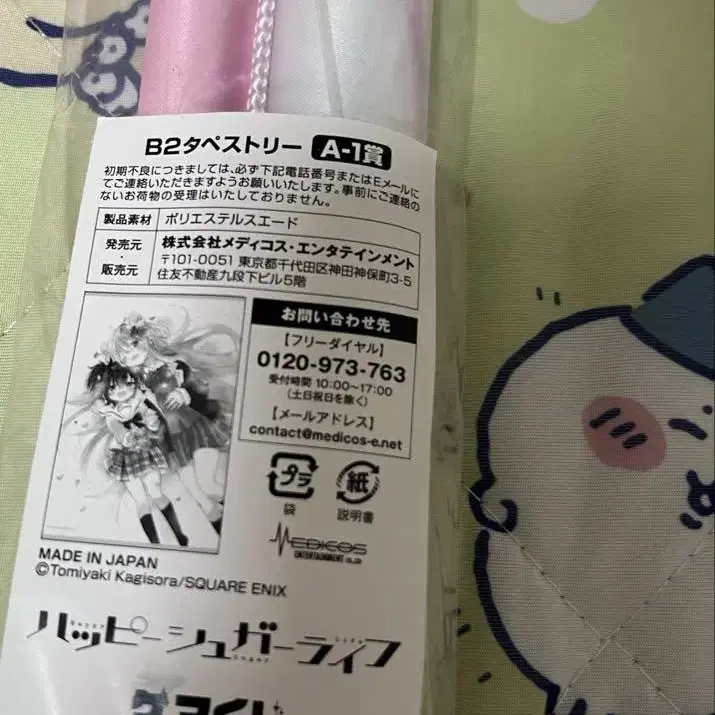 B2タペストリー A-1賞
初期不良につきましては、必ず下記電話番号またはEメールに
てご連絡いただきますようお願いいたします。事前にご連絡の
ないお荷物の受理はいたしておりません。
製品素材 ポリエステルスエード
発売元・販売元 株式会社メディコス・エンタテインメント
〒101-0051 東京都千代田区神田神保町3-5
住友不動産九段下ビル5階
お問い合わせ先
【フリーダイヤル】
0120-973-763
受付時間 10:00〜17:00
(土日祝日を除く)
【メールアドレス】
contact@medicos-e.net
プラ 紙
袋 説明書
MEDICOS
ENTERTAINMENT CO.,LTD
MADE IN JAPAN
©Tomiyaki Kagisora/SQUARE ENIX
ハッピーシュガーライフ